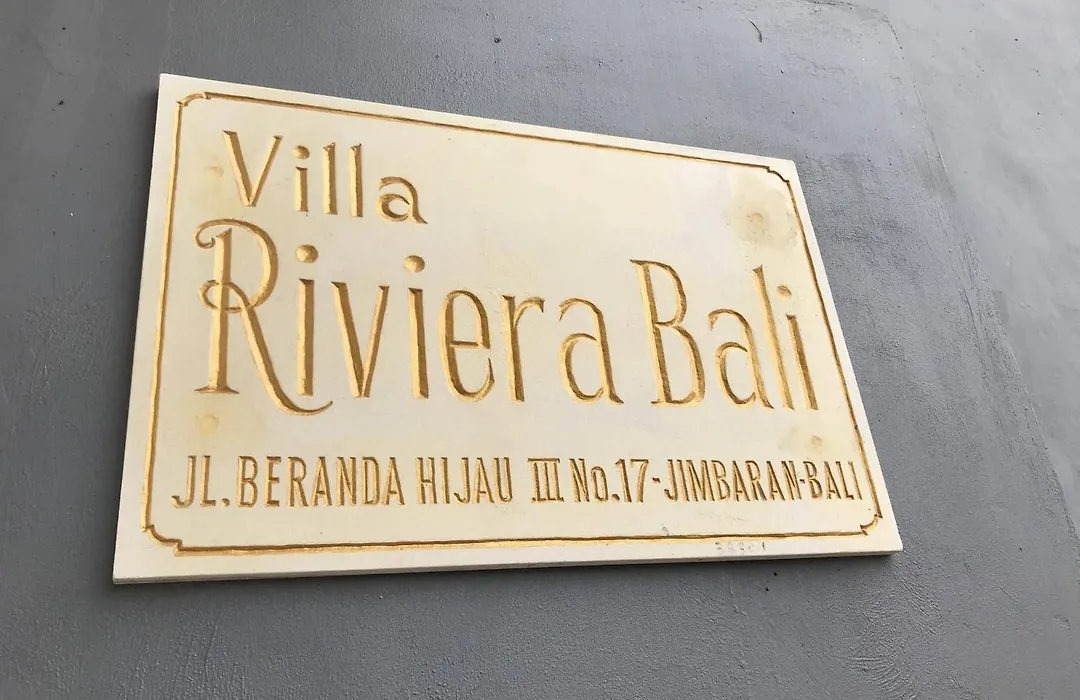 Villa
Riviera Bali
JL. BERANDA HIJAU III No.17-JIMBARAN-BALI